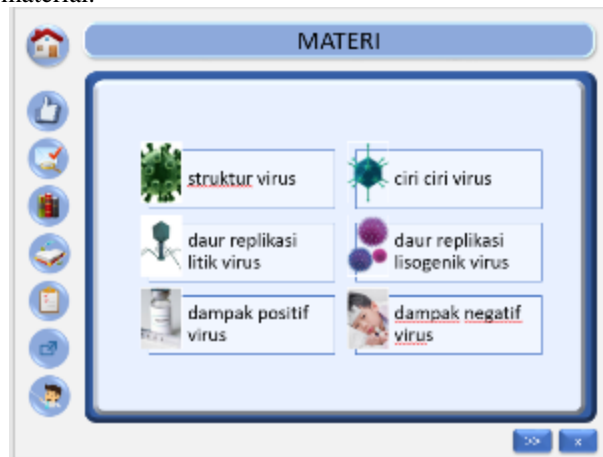 material.
MATERI
struktur virus
ciri ciri virus
daur replikasi
litik virus
daur replikasi
lisogenik virus
dampak positif
virus
dampak negatif
virus
>> x